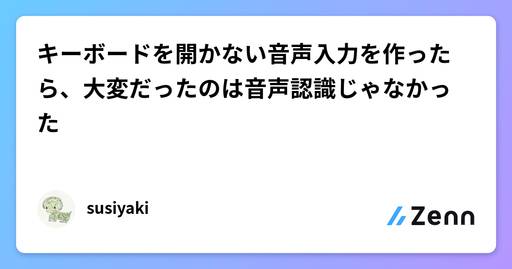 キーボードを開かない音声入力を作った
ら、大変だったのは音声認識じゃなかっ
た
susiyaki
Zenn